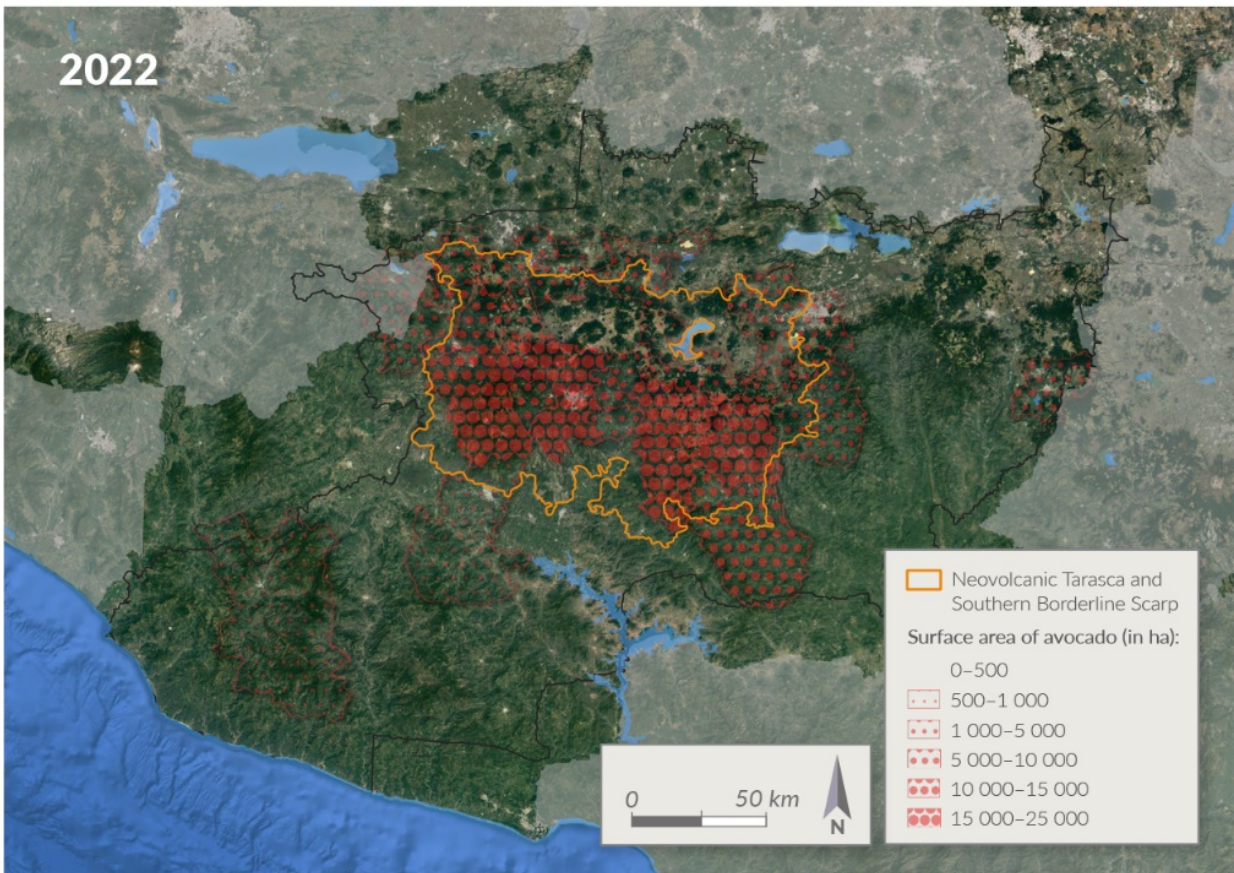 2022
Neovolcanic Tarasca and
Southern Borderline Scarp
Surface area of avocado (in ha):
0–500
500–1 000
1 000–5 000
5 000–10 000
10 000–15 000
15 000–25 000
0 50 km
N